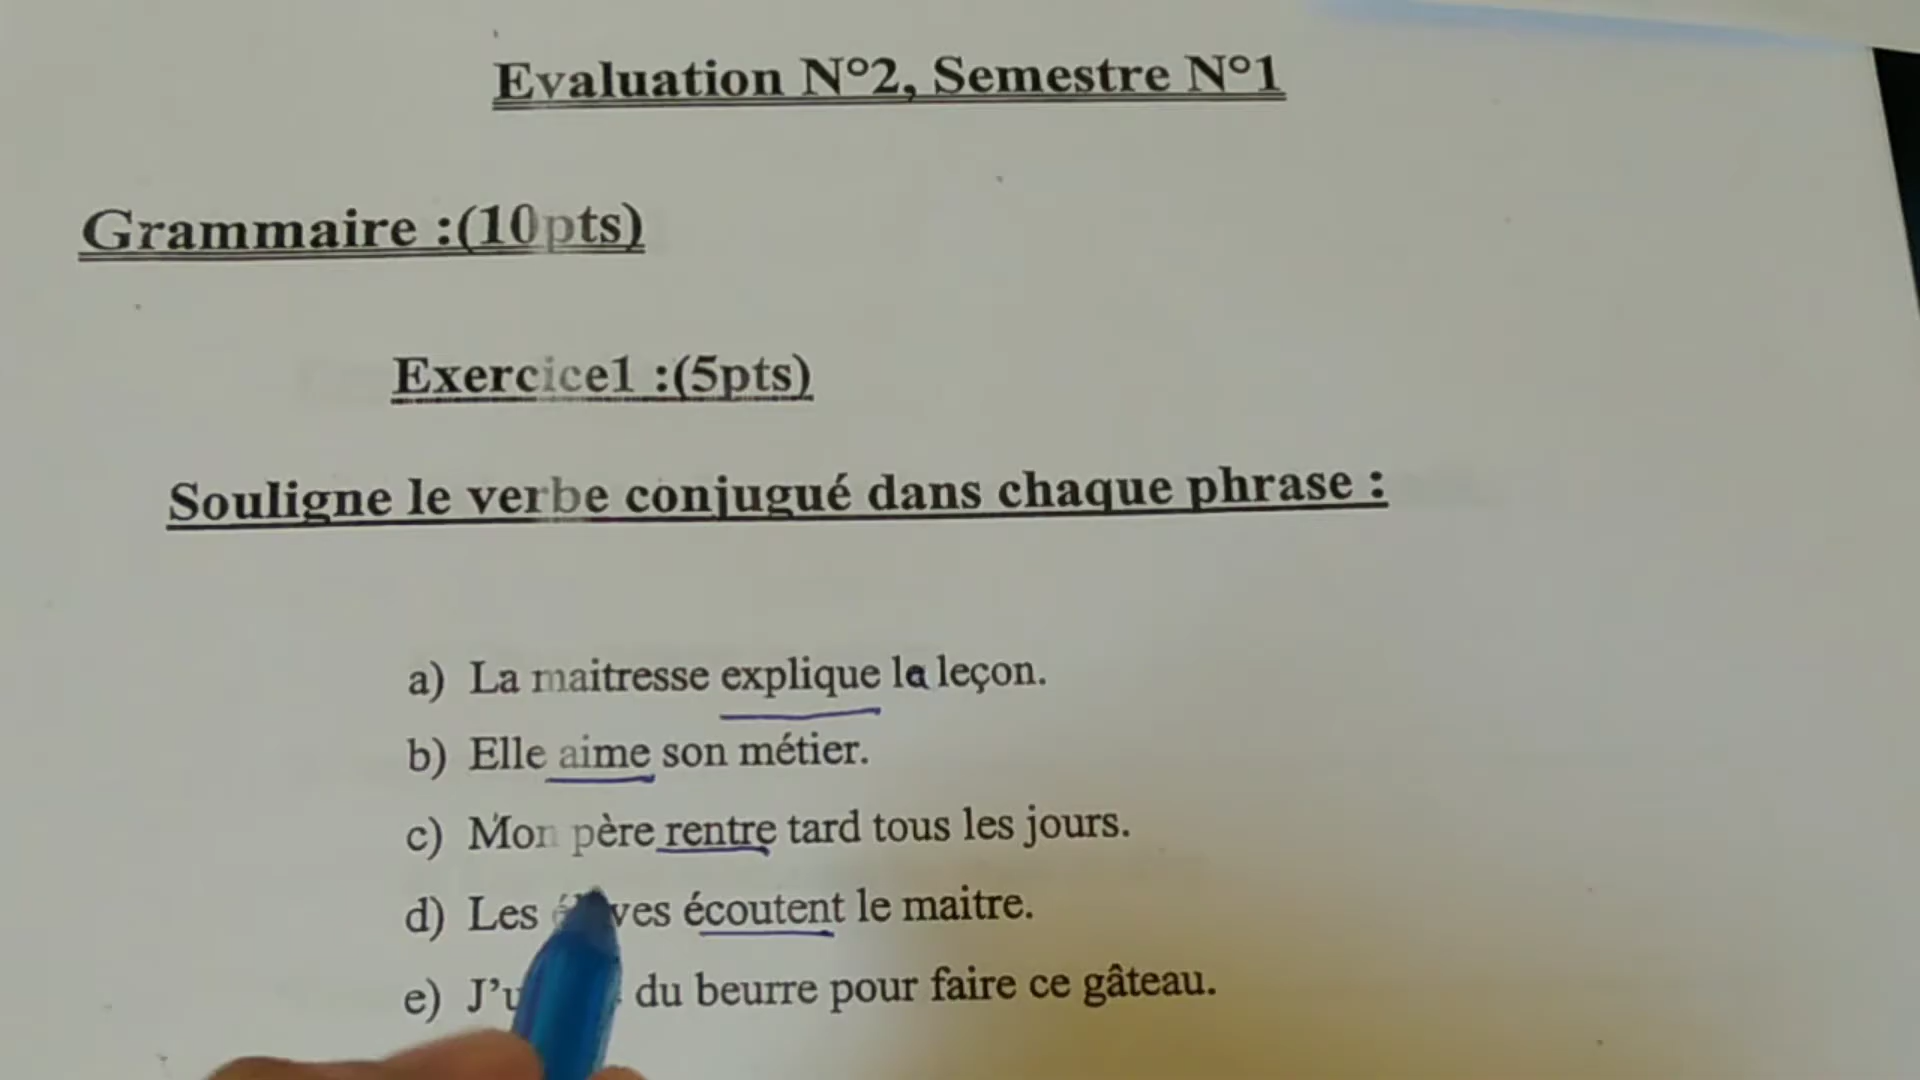 Evaluation N°2, Semestre N°1
Grammaire :(10pts)
Exercice1 :(5pts)
Souligne le verbe conjugué dans chaque phrase :
a) La maitresse explique la leçon.
b) Elle aime son métier.
c) Mon père rentre tard tous les jours.
d) Les écoutent le maitre.
e) du beurre pour faire ce gâteau.